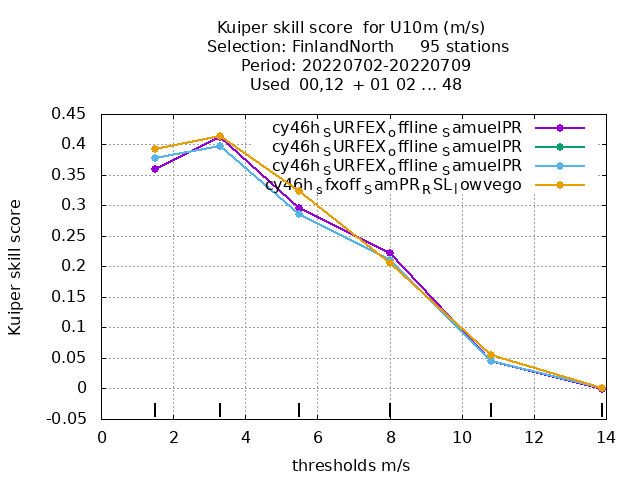 Kuiper skill score for U10m (m/s)
Selection: FinlandNorth 95 stations
Period: 20220702-20220709
Used 00,12 + 01 02 ... 48
0.45
0.4
0.35
0.3
0.25
0.2
0.15
0.1
0.05
0
-0.05
Kuiper skill score
cy46h_SURFEX_offline_SamuelPR
cy46h_SURFEX_offline_SamuelPR
cy46h_SURFEX_offline_SamuelPR
cy46h_sfxoff_SamPR_RSL_lowvego
0 2 4 6 8 10 12 14
thresholds m/s